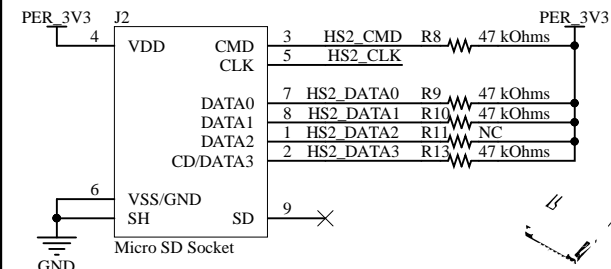 PER_3V3 J2 PER_3V3
4 VDD CMD 3 HS2_CMD R8 47 kOhms
CLK 5 HS2_CLK
DATA0 7 HS2_DATA0 R9 47 kOhms
DATA1 8 HS2_DATA1 R10 47 kOhms
DATA2 1 HS2_DATA2 R11 NC
CD/DATA3 2 HS2_DATA3 R13 47 kOhms
6 VSS/GND
SH SD 9
Micro SD Socket
GND